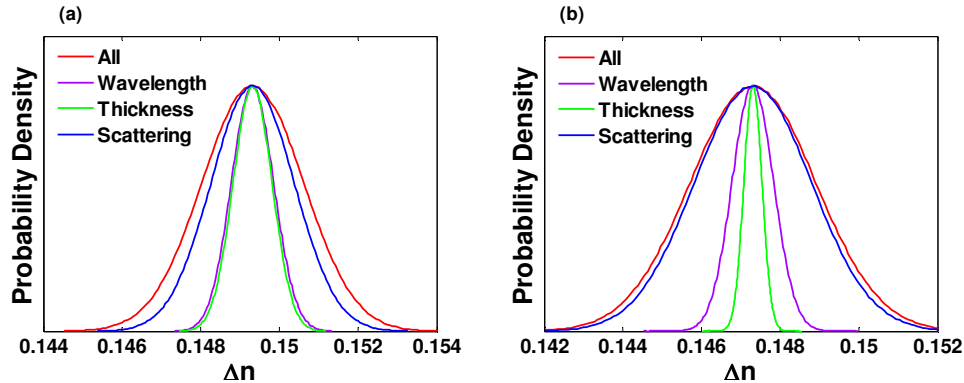 (a)
Probability Density
All
Wavelength
Thickness
Scattering
0.144 0.146 0.148 0.15 0.152 0.154
Δn
(b)
Probability Density
All
Wavelength
Thickness
Scattering
0.142 0.144 0.146 0.148 0.15 0.152
Δn